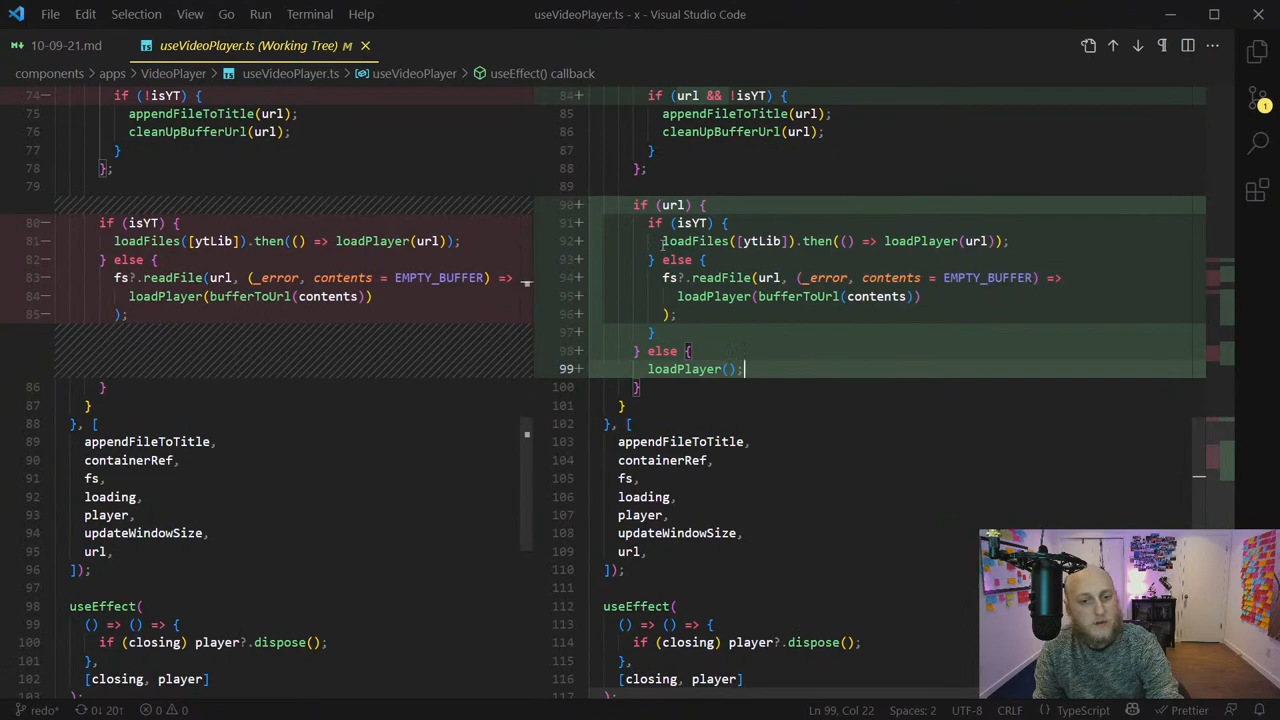 File Edit Selection View Go Run Terminal Help useVideoPlayer.ts - x - Visual Studio Code
10-09-21.md TS useVideoPlayer.ts (Working Tree) M
components > apps > VideoPlayer > TS useVideoPlayer.ts > useVideoPlayer > useEffect() callback
74— if (!isYT) {
75 appendFileToTitle(url);
76 cleanUpBufferUrl(url);
77 }
78 };
79
80— if (isYT) {
81— loadFiles([ytLib]).then(() => loadPlayer(url));
82— } else {
83— fs?.readFile(url, (_error, contents = EMPTY_BUFFER) =>
84— loadPlayer(bufferToUrl(contents))
85— );
86 }
87 }
88 }, [
89 appendFileToTitle,
90 containerRef,
91 fs,
92 loading,
93 player,
94 updateWindowSize,
95 url,
96 ]);
97
98 useEffect(
99 () => () => {
100 if (closing) player?.dispose();
101 },
102 [closing, player]
103 );
84+ if (url && !isYT) {
85 appendFileToTitle(url);
86 cleanUpBufferUrl(url);
87 }
88 };
89
90+ if (url) {
91+ if (isYT) {
92+ loadFiles([ytLib]).then(() => loadPlayer(url));
93+ } else {
94+ fs?.readFile(url, (_error, contents = EMPTY_BUFFER) =>
95+ loadPlayer(bufferToUrl(contents))
96+ );
97+ }
98+ } else {
99+ loadPlayer();
100 }
101 }
102 }, [
103 appendFileToTitle,
104 containerRef,
105 fs,
106 loading,
107 player,
108 updateWindowSize,
109 url,
110 ]);
111
112 useEffect(
113 () => () => {
114 if (closing) player?.dispose();
115 },
116 [closing, player]
117 );
1
redo* 0↓ 20↑ 0 0 Ln 99, Col 22 Spaces: 2 UTF-8 CRLF {} TypeScript Prettier